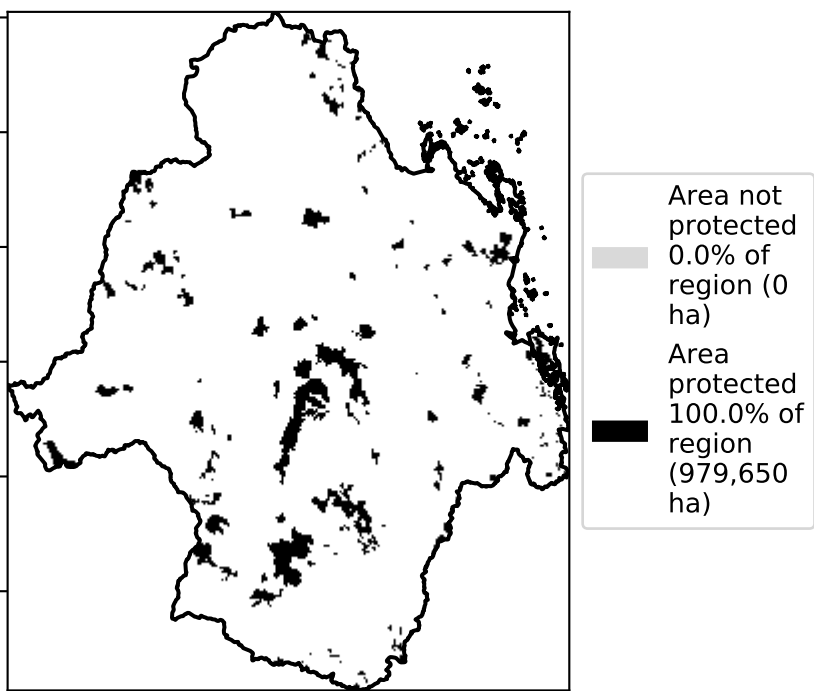 Area not
protected
0.0% of
region (0
ha)
Area
protected
100.0% of
region
(979,650
ha)